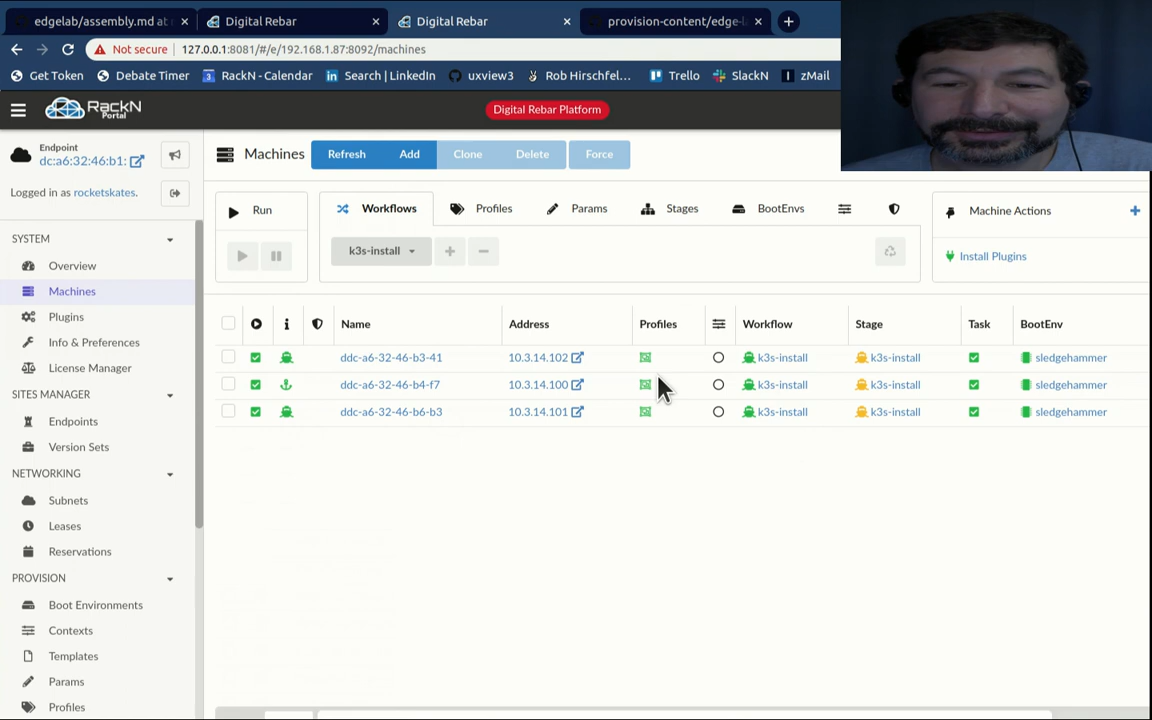 edgelab/assembly.md at
Digital Rebar
Digital Rebar
provision-content/edge-l
Not secure
127.0.0.1:8081/#/e/192.168.1.87:8092/machines
Get Token
Debate Timer
RackN - Calendar
Search | LinkedIn
uxview3
Rob Hirschfel...
Trello
SlackN
zMail
RackN
Portal
Digital Rebar Platform
Endpoint
dc:a6:32:46:b1:
Logged in as rocketskates.
Machines
Refresh
Add
Clone
Delete
Force
Run
Workflows
Profiles
Params
Stages
BootEnvs
Machine Actions
k3s-install
Install Plugins
SYSTEM
Overview
Machines
Plugins
Info & Preferences
License Manager
SITES MANAGER
Endpoints
Version Sets
NETWORKING
Subnets
Leases
Reservations
PROVISION
Boot Environments
Contexts
Templates
Params
Profiles
Name Address Profiles Workflow Stage Task BootEnv
ddc-a6-32-46-b3-41 10.3.14.102 k3s-install k3s-install sledgehammer
ddc-a6-32-46-b4-f7 10.3.14.100 k3s-install k3s-install sledgehammer
ddc-a6-32-46-b6-b3 10.3.14.101 k3s-install k3s-install sledgehammer